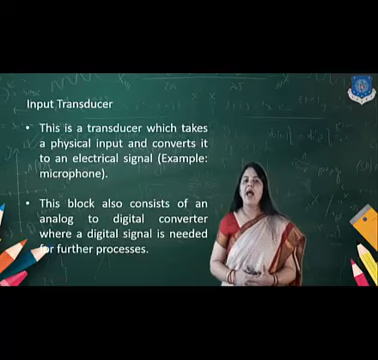 Input Transducer
• This is a transducer which takes
a physical input and converts it
to an electrical signal (Example:
microphone).
• This block also consists of an
analog to digital converter
where a digital signal is needed
for further processes.